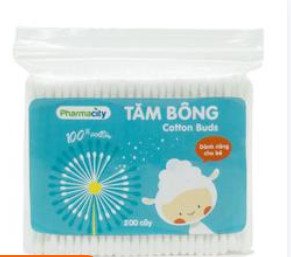 Pharmacity
TĂM BÔNG
Cotton Buds
100% cotton
Dành riêng
cho bé
200 cây